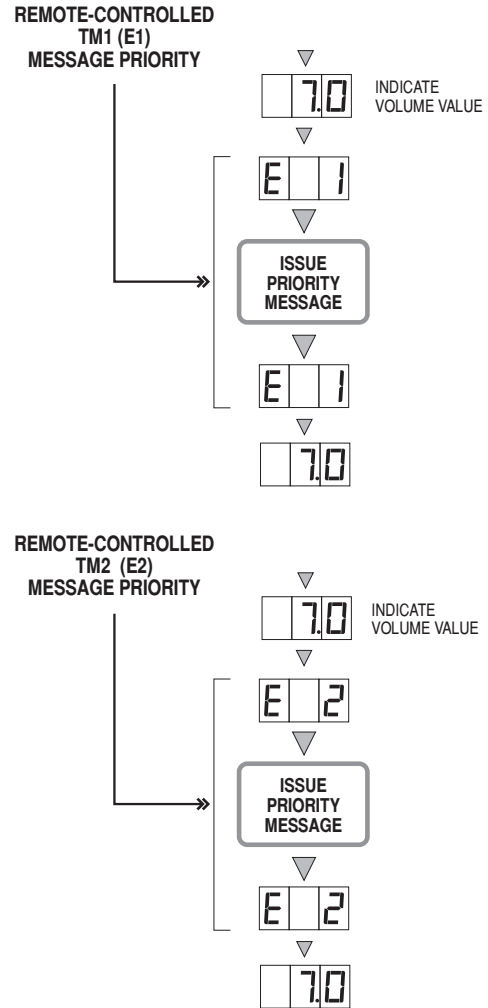 REMOTE-CONTROLLED
TM1 (E1)
MESSAGE PRIORITY
7.0
INDICATE
VOLUME VALUE
E 1
ISSUE
PRIORITY
MESSAGE
E 1
7.0
REMOTE-CONTROLLED
TM2 (E2)
MESSAGE PRIORITY
7.0
INDICATE
VOLUME VALUE
E 2
ISSUE
PRIORITY
MESSAGE
E 2
7.0